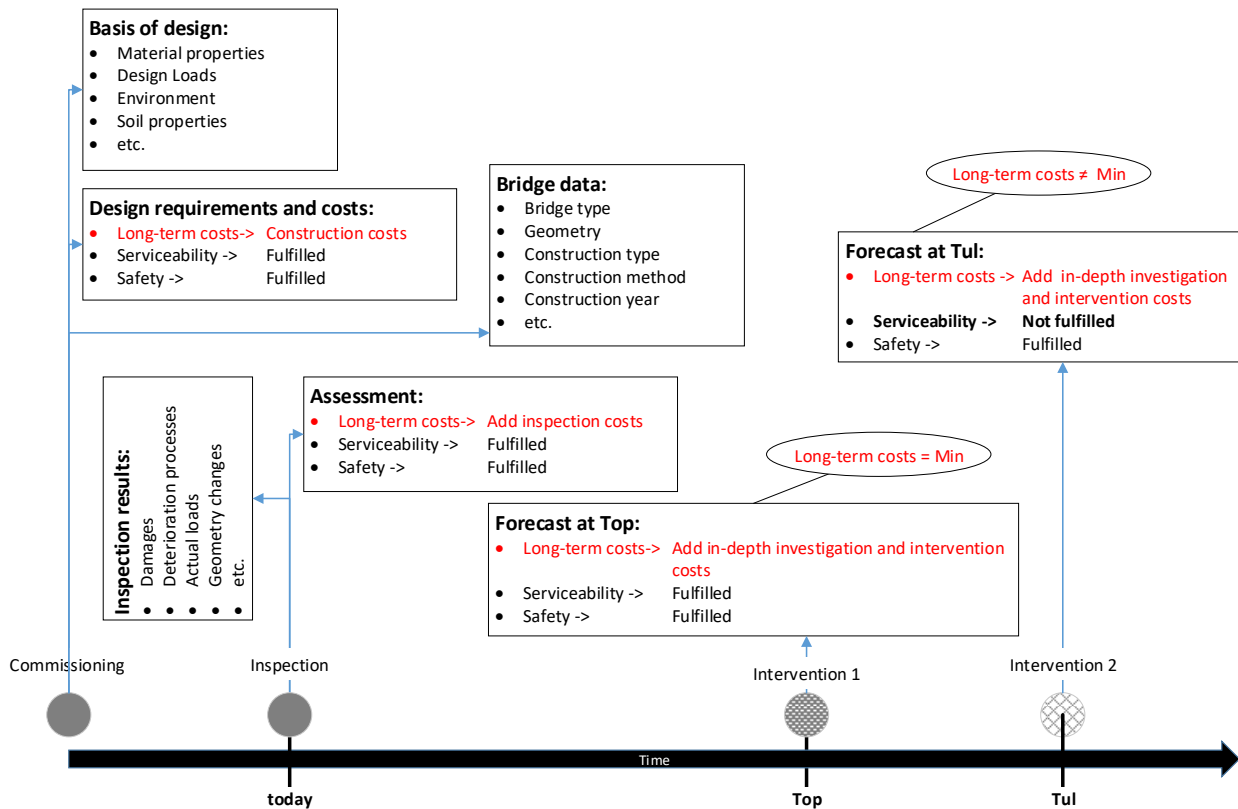 Basis of design:
• Material properties
• Design Loads
• Environment
• Soil properties
• etc.
Design requirements and costs:
• Long-term costs-> Construction costs
• Serviceability -> Fulfilled
• Safety -> Fulfilled
Bridge data:
• Bridge type
• Geometry
• Construction type
• Construction method
• Construction year
• etc.
Long-term costs ≠ Min
Forecast at Tul:
• Long-term costs -> Add in-depth investigation
and intervention costs
• Serviceability -> Not fulfilled
• Safety -> Fulfilled
Inspection results:
• Damages
• Deterioration processes
• Actual loads
• Geometry changes
• etc.
Assessment:
• Long-term costs-> Add inspection costs
• Serviceability -> Fulfilled
• Safety -> Fulfilled
Long-term costs = Min
Forecast at Top:
• Long-term costs-> Add in-depth investigation and intervention
costs
• Serviceability -> Fulfilled
• Safety -> Fulfilled
Commissioning
Inspection
Intervention 1
Intervention 2
Time
today
Top
Tul